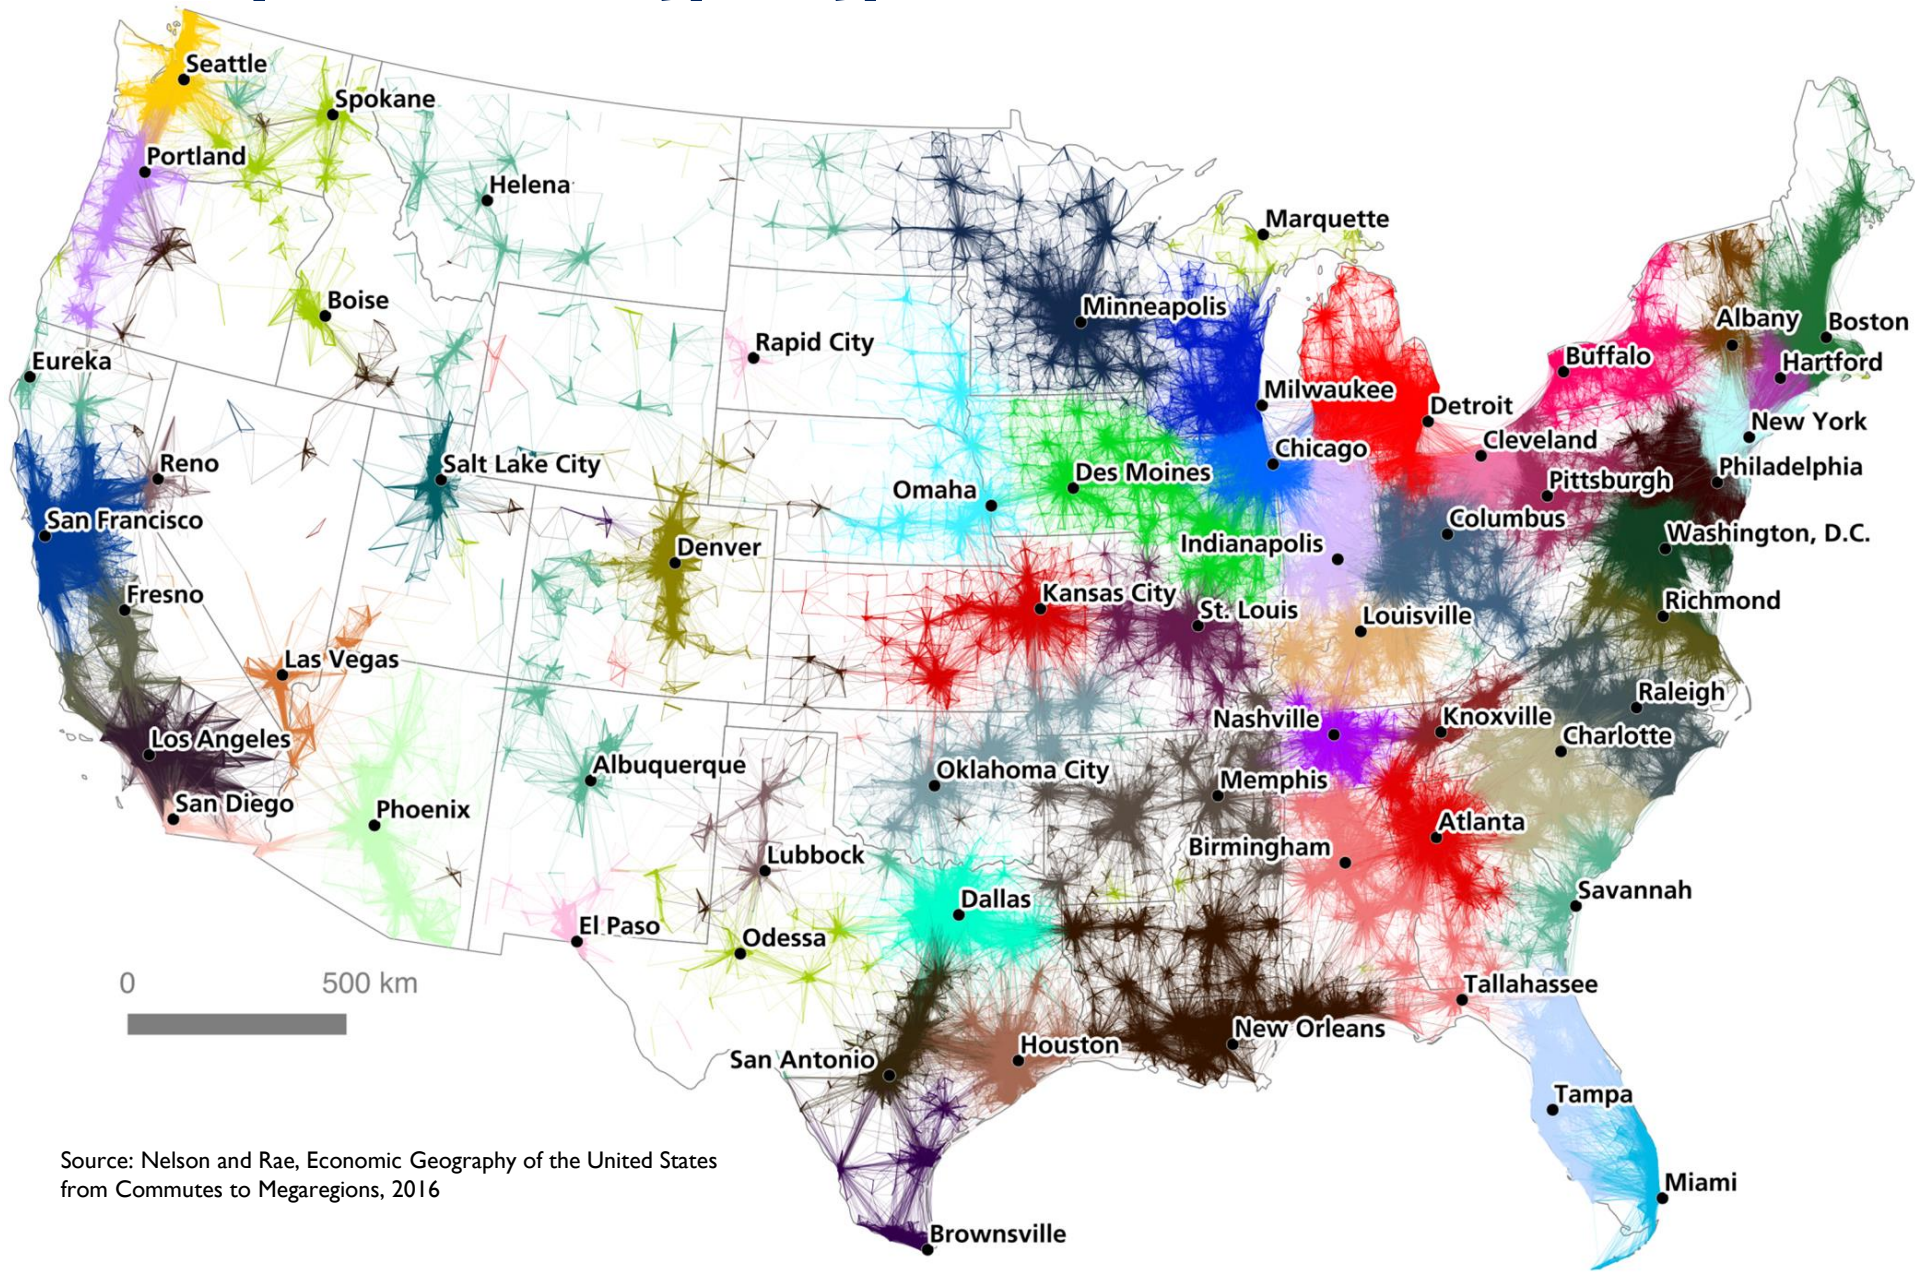 Seattle
Spokane
Portland
Helena
Marquette
Boise
Minneapolis
Rapid City
Albany
Boston
Buffalo
Hartford
Eureka
Milwaukee
Detroit
New York
Cleveland
Chicago
Reno
Salt Lake City
Des Moines
Philadelphia
Pittsburgh
Omaha
San Francisco
Columbus
Washington, D.C.
Indianapolis
Denver
Fresno
Kansas City
St. Louis
Louisville
Richmond
Las Vegas
Raleigh
Nashville
Knoxville
Charlotte
Los Angeles
Albuquerque
Oklahoma City
Memphis
San Diego
Phoenix
Atlanta
Birmingham
Lubbock
Savannah
Dallas
El Paso
Odessa
0 500 km
Tallahassee
New Orleans
Houston
San Antonio
Tampa
Source: Nelson and Rae, Economic Geography of the United States
from Commutes to Megaregions, 2016
Miami
Brownsville